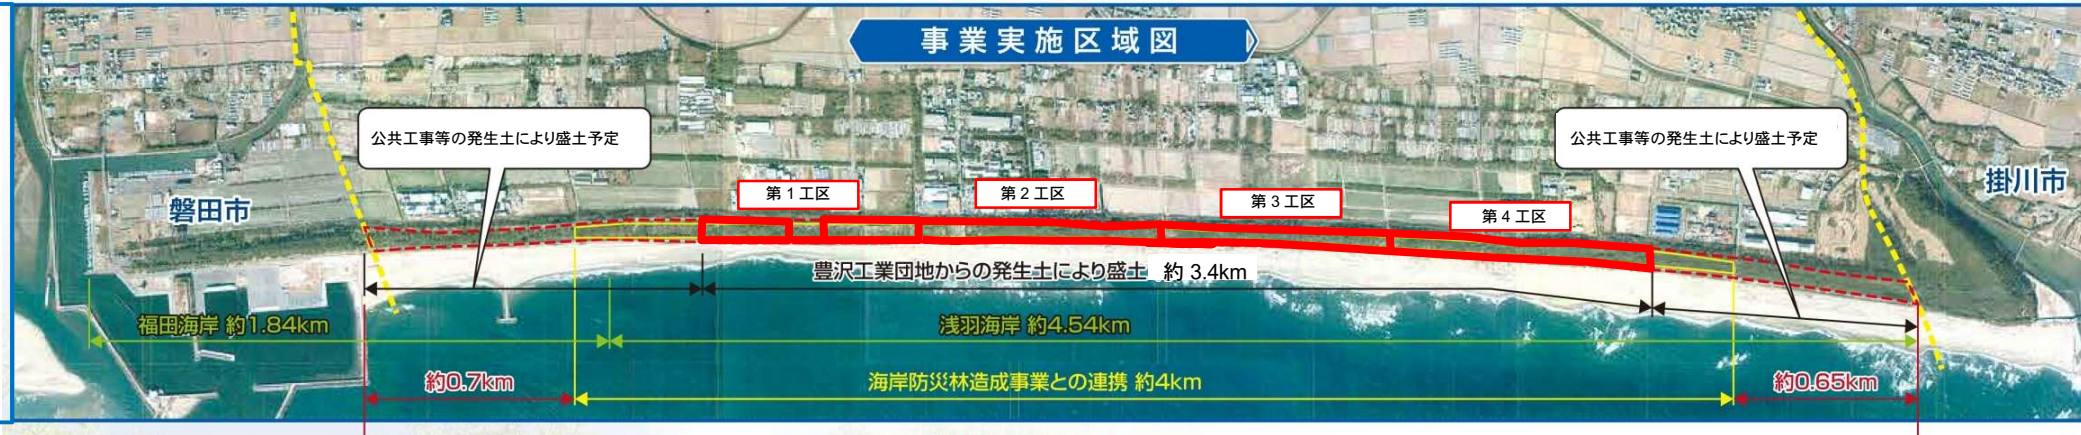 事業実施区域図
公共工事等の発生土により盛土予定
公共工事等の発生土により盛土予定
磐田市
掛川市
第1工区
第2工区
第3工区
第4工区
豊沢工業団地からの発生土により盛土 約 3.4km
福田海岸 約1.84km
浅羽海岸 約4.54km
約0.7km
海岸防災林造成事業との連携 約4km
約0.65km